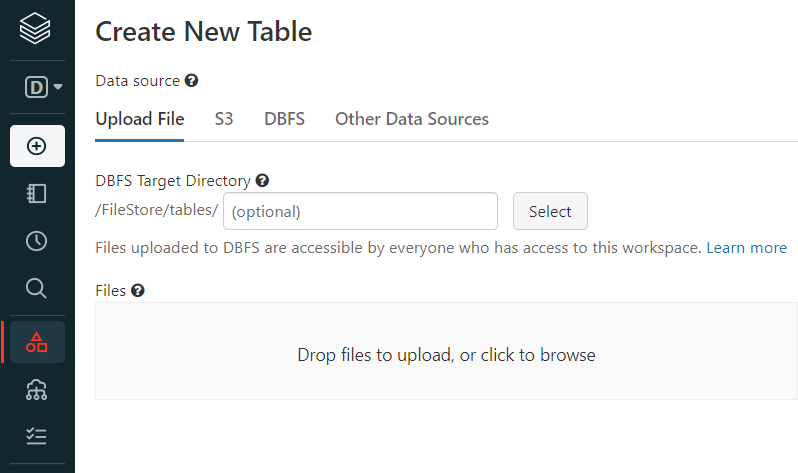 Create New Table
D
Data source
Upload File S3 DBFS Other Data Sources
DBFS Target Directory
/FileStore/tables/ (optional) Select
Files uploaded to DBFS are accessible by everyone who has access to this workspace. Learn more
Files
Drop files to upload, or click to browse